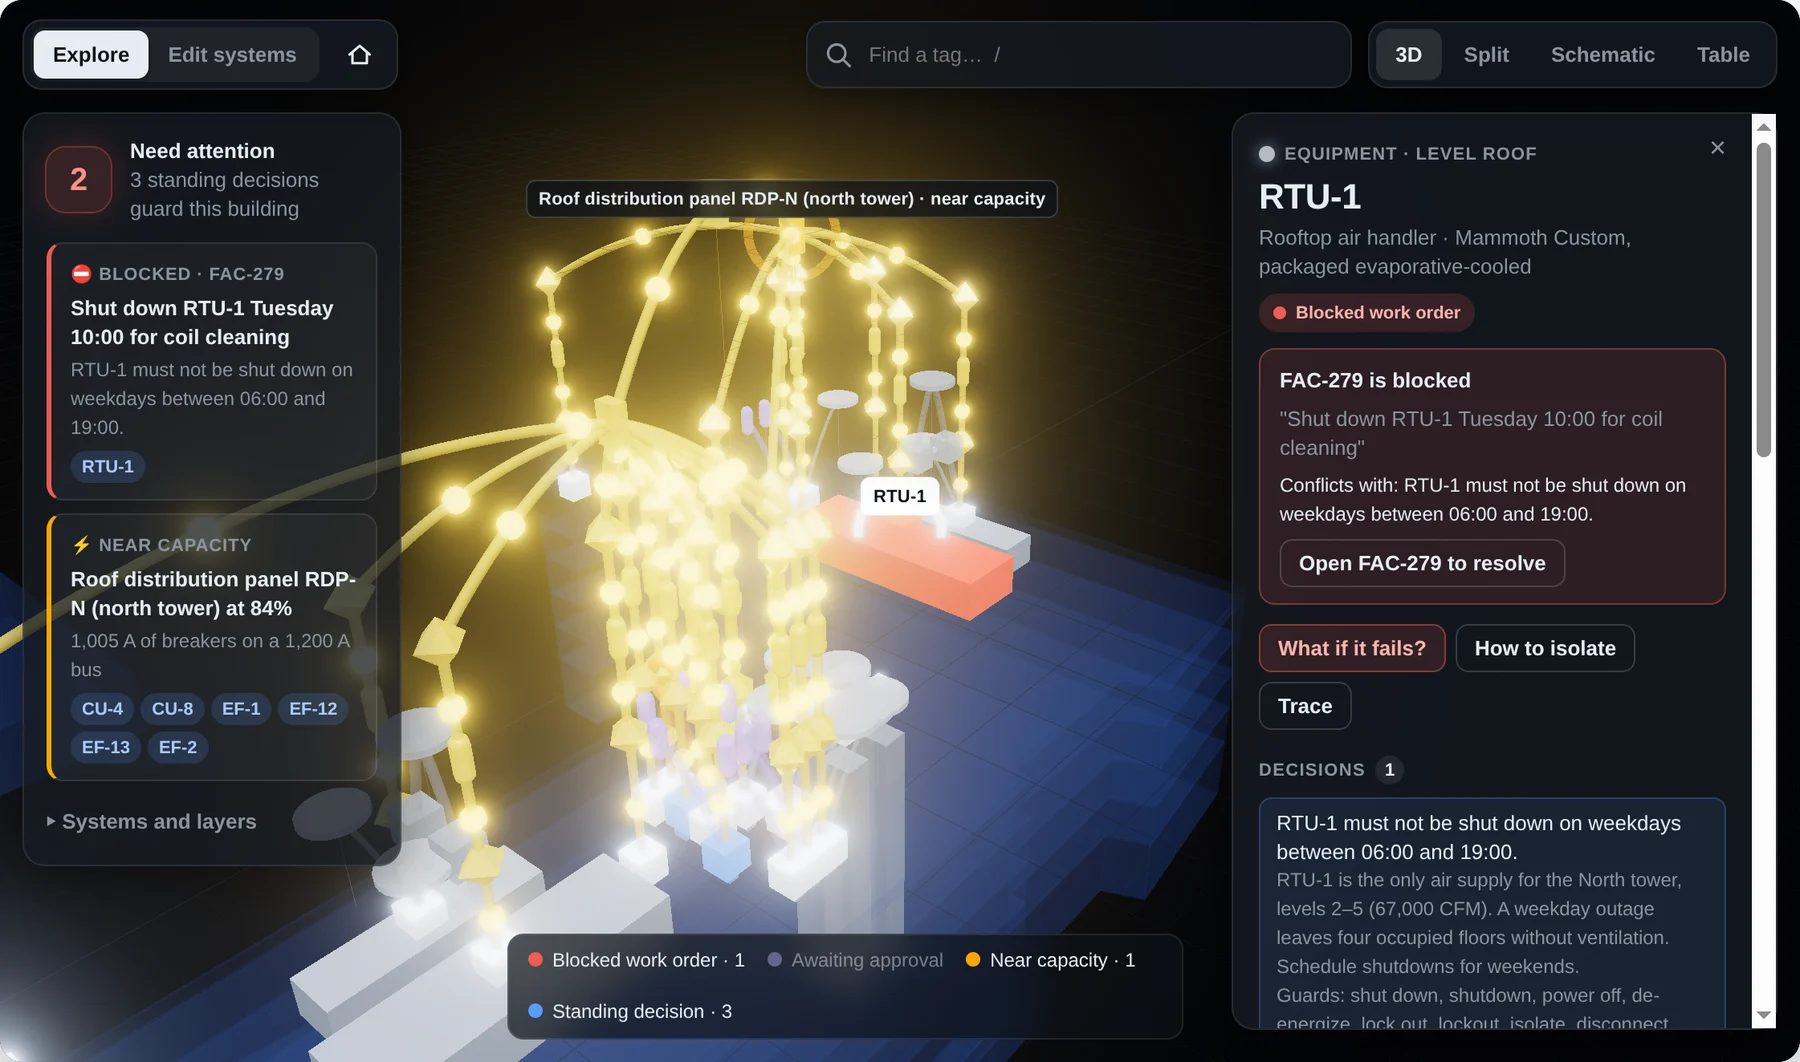 Explore
Edit systems
Find a tag… /
3D
Split
Schematic
Table
2
Need attention
3 standing decisions
guard this building
BLOCKED · FAC-279
Shut down RTU-1 Tuesday
10:00 for coil cleaning
RTU-1 must not be shut down on
weekdays between 06:00 and
19:00.
RTU-1
NEAR CAPACITY
Roof distribution panel RDP-
N (north tower) at 84%
1,005 A of breakers on a 1,200 A
bus
CU-4
CU-8
EF-1
EF-12
EF-13
EF-2
Systems and layers
Roof distribution panel RDP-N (north tower) · near capacity
RTU-1
Blocked work order · 1
Awaiting approval
Near capacity · 1
Standing decision · 3
EQUIPMENT · LEVEL ROOF
RTU-1
Rooftop air handler · Mammoth Custom,
packaged evaporative-cooled
Blocked work order
FAC-279 is blocked
"Shut down RTU-1 Tuesday 10:00 for coil
cleaning"
Conflicts with: RTU-1 must not be shut down on
weekdays between 06:00 and 19:00.
Open FAC-279 to resolve
What if it fails?
How to isolate
Trace
DECISIONS 1
RTU-1 must not be shut down on weekdays
between 06:00 and 19:00.
RTU-1 is the only air supply for the North tower,
levels 2–5 (67,000 CFM). A weekday outage
leaves four occupied floors without ventilation.
Schedule shutdowns for weekends.
Guards: shut down, shutdown, power off, de-
energize, lock out, lockout, isolate, disconnect